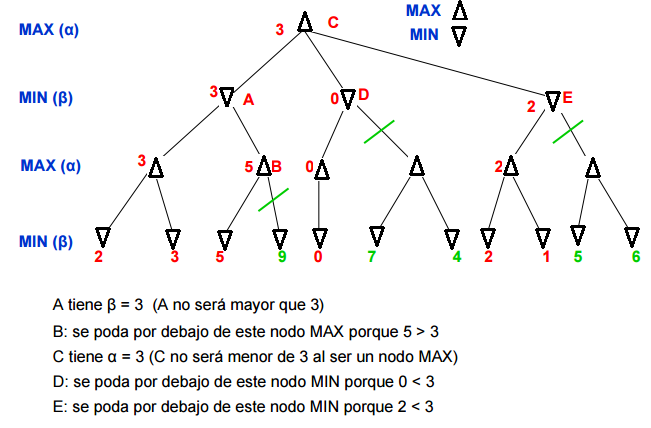 MAX (α) 3 C MAX
MIN
MIN (β) 3 A 0 D 2 E
MAX (α) 3 5 B 0 2
MIN (β)
2 3 5 9 0 7 4 2 1 5 6
A tiene β = 3 (A no será mayor que 3)
B: se poda por debajo de este nodo MAX porque 5 > 3
C tiene α = 3 (C no será menor de 3 al ser un nodo MAX)
D: se poda por debajo de este nodo MIN porque 0 < 3
E: se poda por debajo de este nodo MIN porque 2 < 3